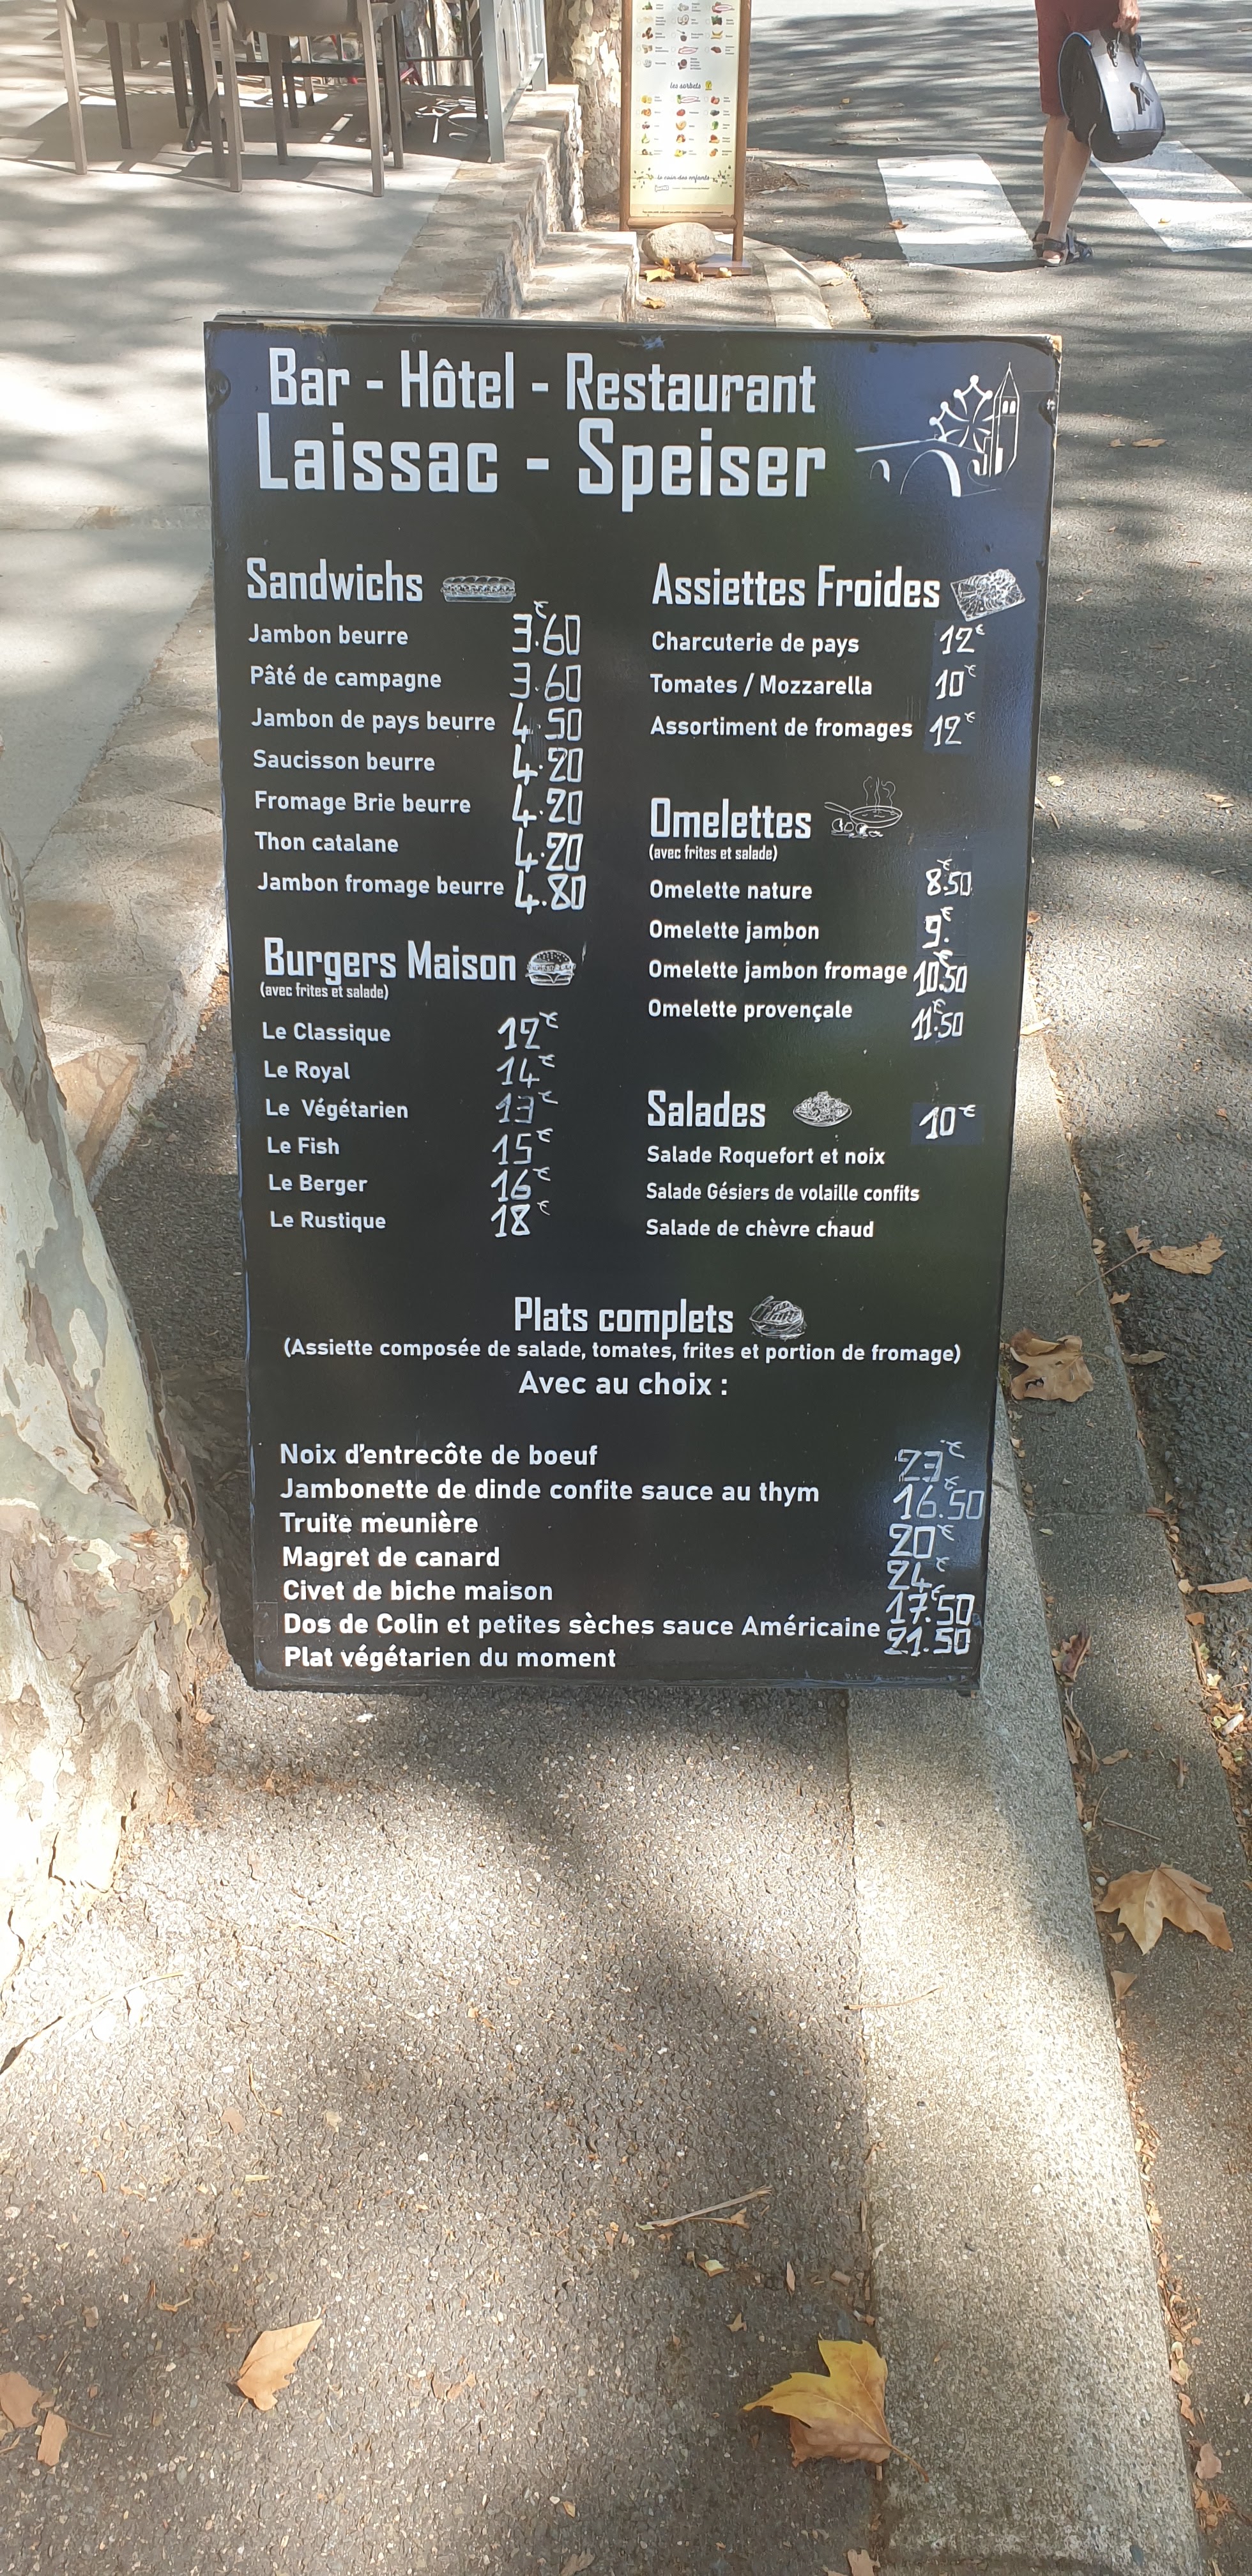 les sorbets
le coin des enfants
Bar - Hôtel - Restaurant
Laissac - Speiser
Sandwichs
Jambon beurre 3.€60
Pâté de campagne 3.60
Jambon de pays beurre 4.50
Saucisson beurre 4.20
Fromage Brie beurre 4.20
Thon catalane 4.20
Jambon fromage beurre 4.80
Burgers Maison
(avec frites et salade)
Le Classique 12€
Le Royal 14€
Le Végétarien 13€
Le Fish 15€
Le Berger 16€
Le Rustique 18€
Assiettes Froides
Charcuterie de pays 12€
Tomates / Mozzarella 10€
Assortiment de fromages 12€
Omelettes
(avec frites et salade)
Omelette nature 8.€50
Omelette jambon 9.€
Omelette jambon fromage 10.€50
Omelette provençale 11.€50
Salades 10€
Salade Roquefort et noix
Salade Gésiers de volaille confits
Salade de chèvre chaud
Plats complets
(Assiette composée de salade, tomates, frites et portion de fromage)
Avec au choix :
Noix d'entrecôte de boeuf 23€
Jambonette de dinde confite sauce au thym 16.€50
Truite meunière 20€
Magret de canard 24€
Civet de biche maison 17.€50
Dos de Colin et petites sèches sauce Américaine 21.50
Plat végétarien du moment